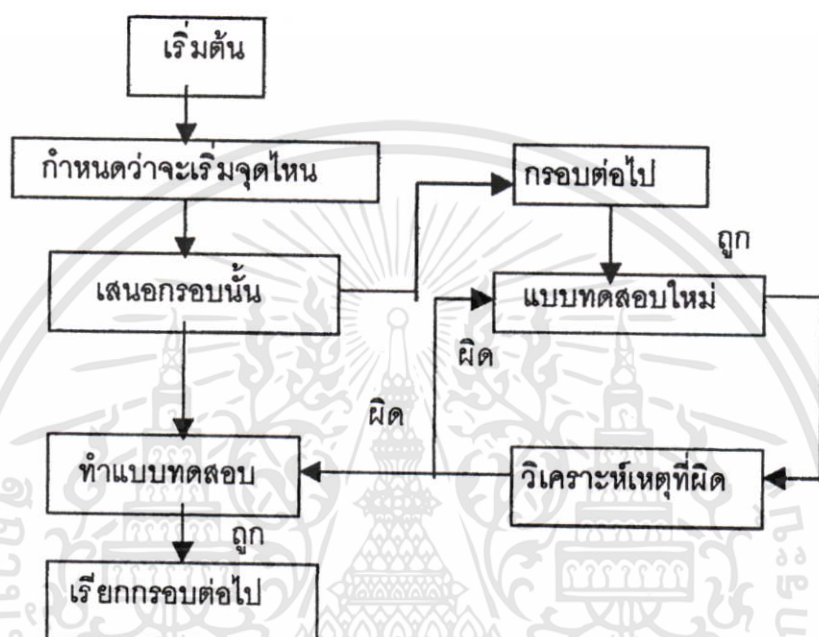 เริ่มต้น
กำหนดว่าจะเริ่มจุดไหน
กรอบต่อไป
ถูก
เสนอกรอบนั้น
แบบทดสอบใหม่
ผิด
ผิด
ทำแบบทดสอบ
วิเคราะห์เหตุที่ผิด
ถูก
เรียกกรอบต่อไป